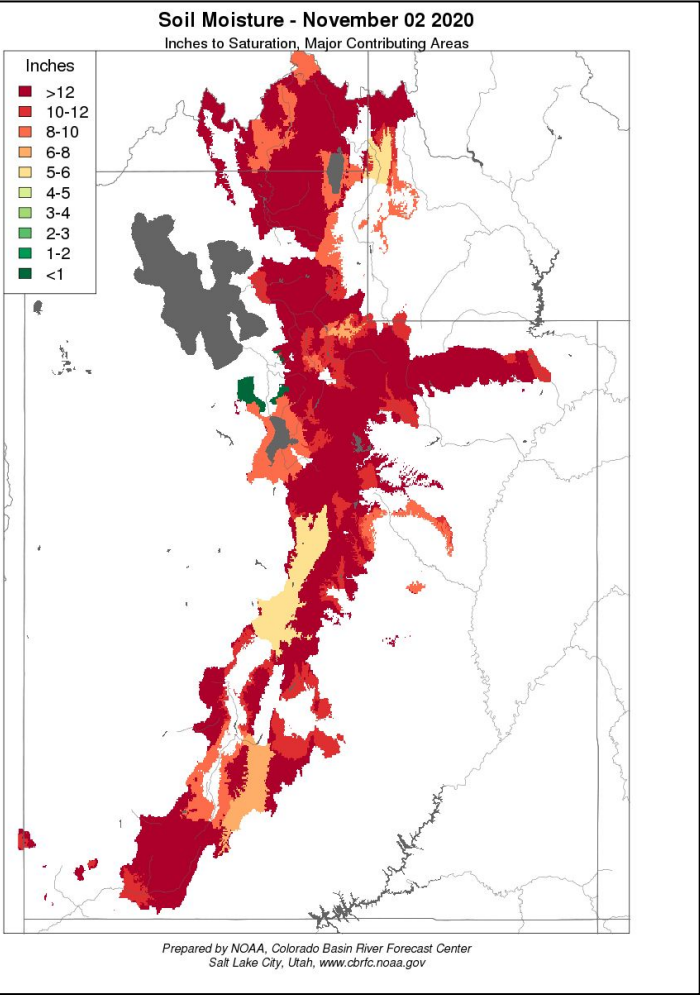 Soil Moisture - November 02 2020
Inches to Saturation, Major Contributing Areas
Inches
>12
10-12
8-10
6-8
5-6
4-5
3-4
2-3
1-2
<1
Prepared by NOAA, Colorado Basin River Forecast Center
Salt Lake City, Utah, www.cbrfc.noaa.gov